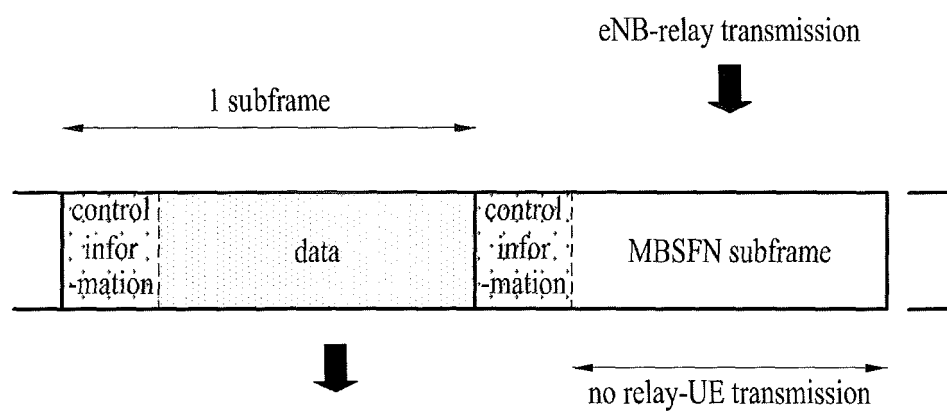 eNB-relay transmission
1 subframe
control
infor
-mation
data
control
infor
-mation
MBSFN subframe
no relay-UE transmission